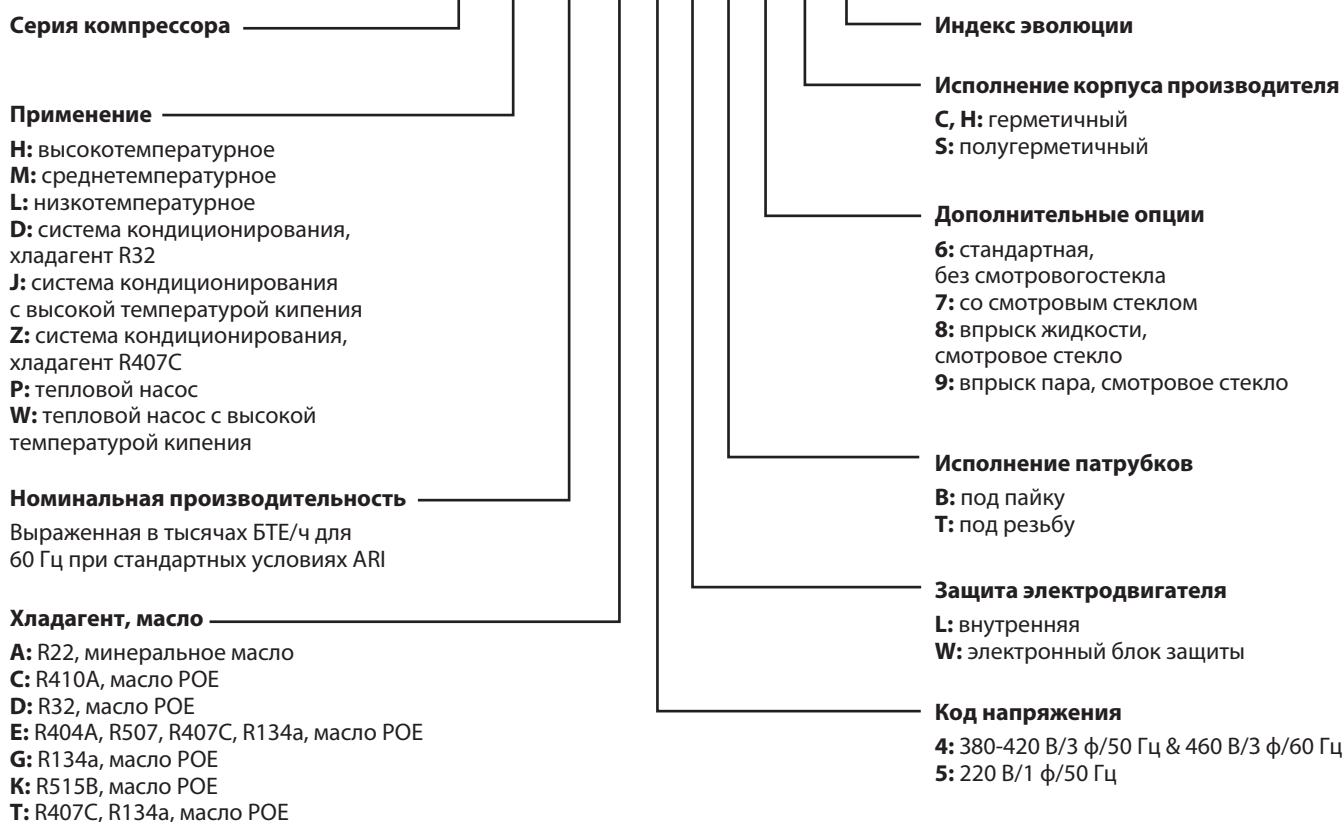 Серия компрессора
Применение
H: высокотемпературное
M: среднетемпературное
L: низкотемпературное
D: система кондиционирования,
хладагент R32
J: система кондиционирования
с высокой температурой кипения
Z: система кондиционирования,
хладагент R407C
P: тепловой насос
W: тепловой насос с высокой
температурой кипения
Номинальная производительность
Выраженная в тысячах БТЕ/ч для
60 Гц при стандартных условиях ARI
Хладагент, масло
A: R22, минеральное масло
C: R410A, масло POE
D: R32, масло POE
E: R404A, R507, R407C, R134a, масло POE
G: R134a, масло POE
K: R515B, масло POE
T: R407C, R134a, масло POE
Индекс эволюции
Исполнение корпуса производителя
C, H: герметичный
S: полугерметичный
Дополнительные опции
6: стандартная,
без смотровогостекла
7: со смотровым стеклом
8: впрыск жидкости,
смотровое стекло
9: впрыск пара, смотровое стекло
Исполнение патрубков
B: под пайку
T: под резьбу
Защита электродвигателя
L: внутренняя
W: электронный блок защиты
Код напряжения
4: 380-420 В/3 ф/50 Гц & 460 В/3 ф/60 Гц
5: 220 В/1 ф/50 Гц